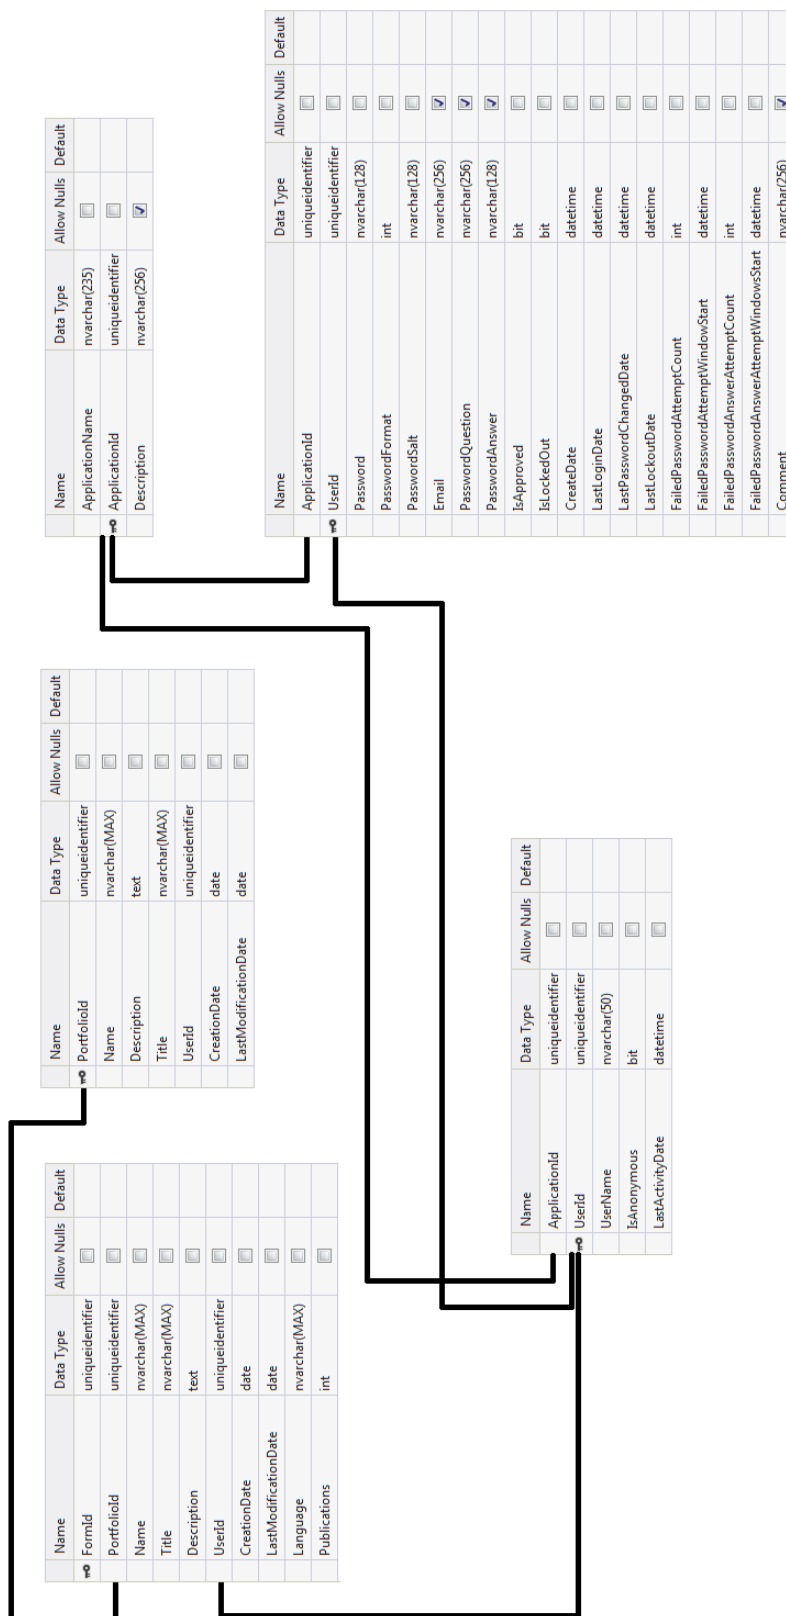 Name Data Type Allow Nulls Default
ApplicationName nvarchar(235)
ApplicationId uniqueidentifier
Description nvarchar(256)
Name Data Type Allow Nulls Default
ApplicationId uniqueidentifier
UserId uniqueidentifier
Password nvarchar(128)
PasswordFormat int
PasswordSalt nvarchar(128)
Email nvarchar(256)
PasswordQuestion nvarchar(256)
PasswordAnswer nvarchar(128)
IsApproved bit
IsLockedOut bit
CreateDate datetime
LastLoginDate datetime
LastPasswordChangedDate datetime
LastLockoutDate datetime
FailedPasswordAttemptCount int
FailedPasswordAttemptWindowStart datetime
FailedPasswordAnswerAttemptCount int
FailedPasswordAnswerAttemptWindowsStart datetime
Comment nvarchar(256)
Name Data Type Allow Nulls Default
PortfolioId uniqueidentifier
Name nvarchar(MAX)
Description text
Title nvarchar(MAX)
UserId uniqueidentifier
CreationDate date
LastModificationDate date
Name Data Type Allow Nulls Default
ApplicationId uniqueidentifier
UserId uniqueidentifier
UserName nvarchar(50)
IsAnonymous bit
LastActivityDate datetime
Name Data Type Allow Nulls Default
FormId uniqueidentifier
PortfolioId uniqueidentifier
Name nvarchar(MAX)
Title nvarchar(MAX)
Description text
UserId uniqueidentifier
CreationDate date
LastModificationDate date
Language nvarchar(MAX)
Publications int